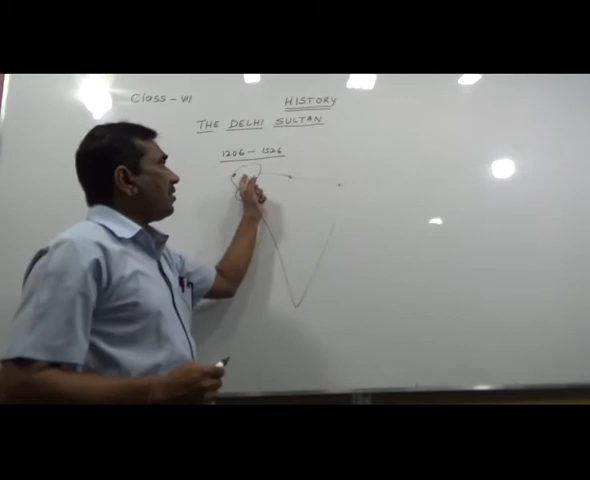 Class - VII
HISTORY
THE DELHI SULTAN
1206 - 1526